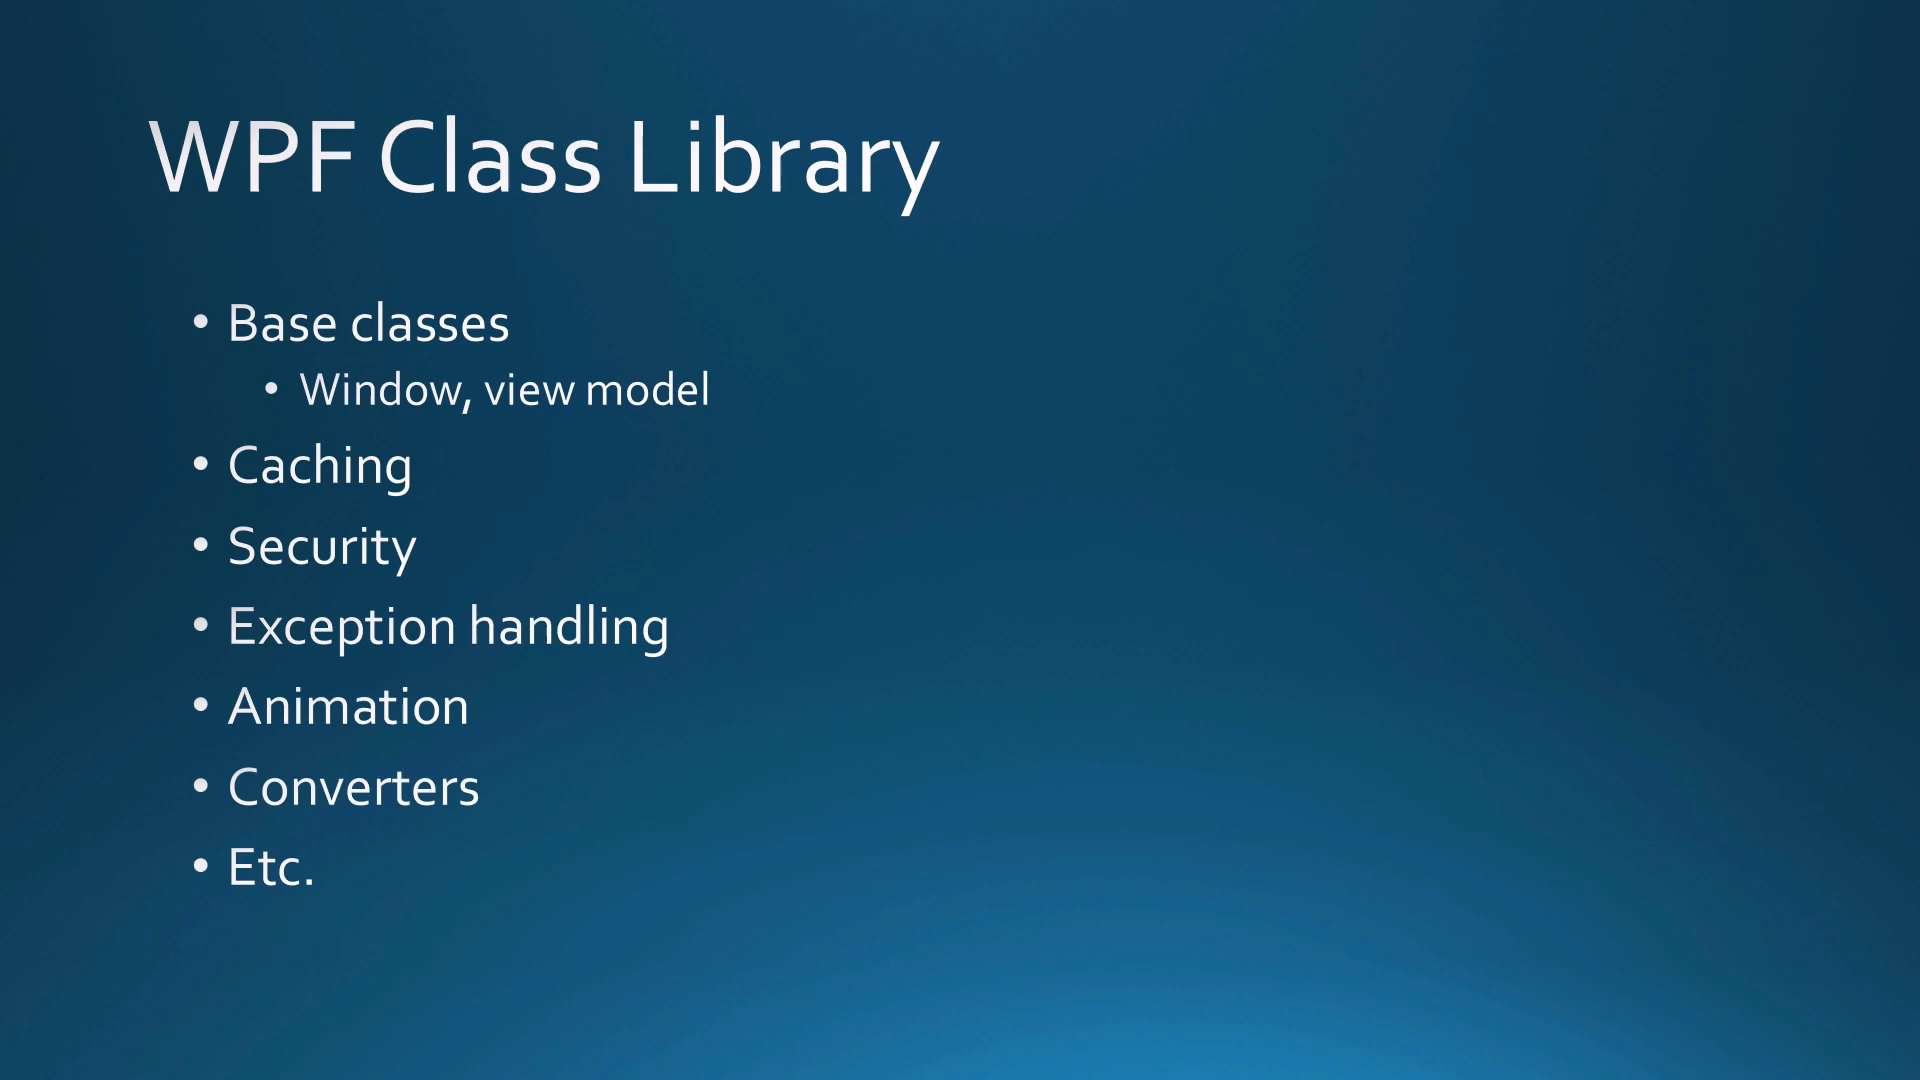 WPF Class Library
• Base classes
• Window, view model
• Caching
• Security
• Exception handling
• Animation
• Converters
• Etc.